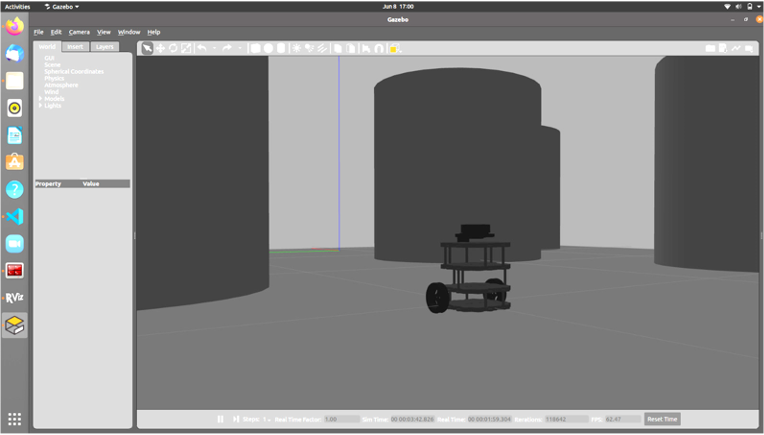 Activities Gazebo Jun 8 17:00
Gazebo
File Edit Camera View Window Help
World Insert Layers
GUI
Scene
Spherical Coordinates
Physics
Atmosphere
Wind
Models
Lights
Property Value
RViz
Steps: 1 Real Time Factor: 1.00 Sim Time: 00 00:03:42.826 Real Time: 00 00:01:59.304 Iterations: 118642 FPS: 62.47 Reset Time